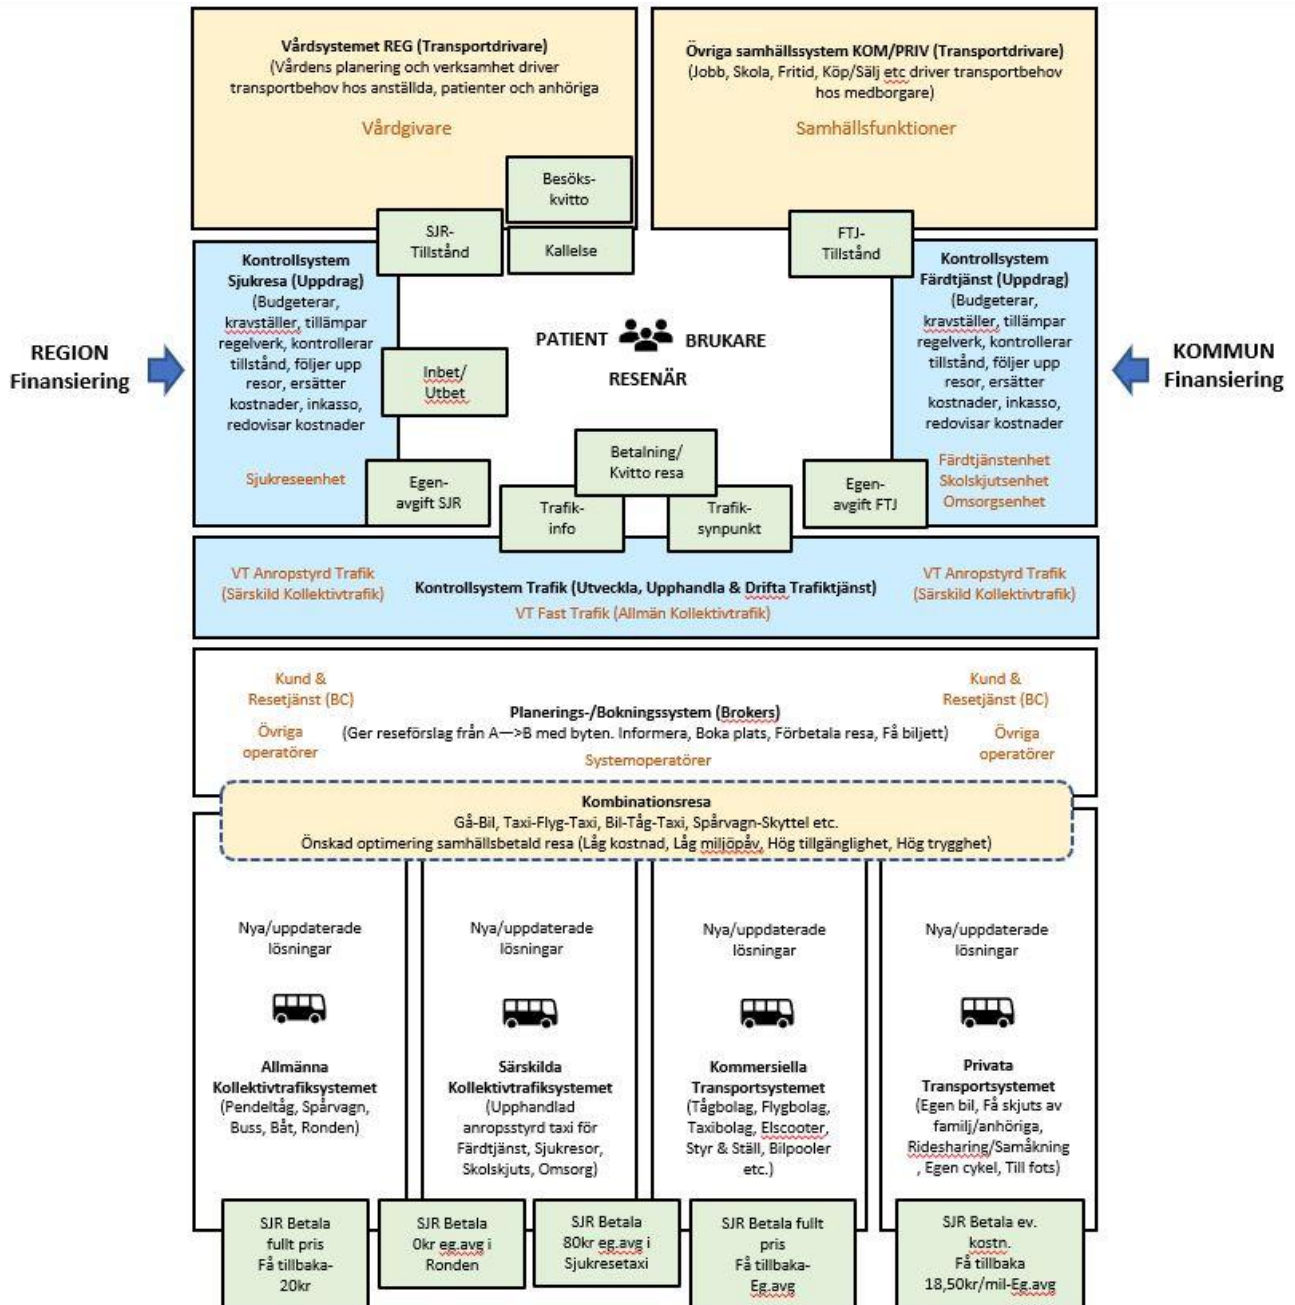 Vårdsystemet REG (Transportdrivare)
(Vårdens planering och verksamhet driver
transportbehov hos anställda, patienter och anhöriga
Vårdgivare
Övriga samhällssystem KOM/PRIV (Transportdrivare)
(Jobb, Skola, Fritid, Köp/Sälj etc driver transportbehov
hos medborgare)
Samhällsfunktioner
Besöks-
kvitto
SJR-
Tillstånd
Kallelse
FTJ-
Tillstånd
REGION
Finansiering
Kontrollsystem
Sjukresa (Uppdrag)
(Budgeterar,
kravställer, tillämpar
regelverk, kontrollerar
tillstånd, följer upp
resor, ersätter
kostnader, inkasso,
redovisar kostnader
Sjukreseenhet
Inbet/
Utbet
PATIENT
BRUKARE
RESENÄR
Kontrollsystem
Färdtjänst (Uppdrag)
(Budgeterar,
kravställer, tillämpar
regelverk, kontrollerar
tillstånd, följer upp
resor, ersätter
kostnader, inkasso,
redovisar kostnader
Färdtjänstenhet
Skolskjutsenhet
Omsorgsenhet
KOMMUN
Finansiering
Egen-
avgift SJR
Trafik-
info
Betalning/
Kvitto resa
Trafik-
synpunkt
Egen-
avgift FTJ
VT Anropstyrd Trafik
(Särskild Kollektivtrafik)
Kontrollsystem Trafik (Utveckla, Upphandla & Drifta Trafiktjänst)
VT Fast Trafik (Allmän Kollektivtrafik)
VT Anropstyrd Trafik
(Särskild Kollektivtrafik)
Kund &
Resetjänst (BC)
Övriga
operatörer
Planerings-/Bokningssystem (Brokers)
(Ger reseförslag från A—>B med byten. Informera, Boka plats, Förbetala resa, Få biljett)
Systemoperatörer
Kund &
Resetjänst (BC)
Övriga
operatörer
Kombinationsresa
Gå-Bil, Taxi-Flyg-Taxi, Bil-Tåg-Taxi, Spårvagn-Skyttel etc.
Önskad optimering samhällsbetald resa (Låg kostnad, Låg miljöpåv, Hög tillgänglighet, Hög trygghet)
Nya/uppdaterade
lösningar
Allmänna
Kollektivtrafiksystemet
(Pendeltåg, Spårvagn,
Buss, Båt, Ronden)
Nya/uppdaterade
lösningar
Särskilda
Kollektivtrafiksystemet
(Upphandlad
anropsstyrd taxi för
Färdtjänst, Sjukresor,
Skolskjuts, Omsorg)
Nya/uppdaterade
lösningar
Kommersiella
Transportsystemet
(Tågbolag, Flygbolag,
Taxibolag, Elscooter,
Styr & Ställ, Bilpooler
etc.)
Nya/uppdaterade
lösningar
Privata
Transportsystemet
(Egen bil, Få skjuts av
familj/anhöriga,
Ridesharing/Samåkning
, Egen cykel, Till fots)
SJR Betala
fullt pris
Få tillbaka-
20kr
SJR Betala
0kr eg.avg i
Ronden
SJR Betala
80kr eg.avg i
Sjukresetaxi
SJR Betala fullt
pris
Få tillbaka-
Eg.avg
SJR Betala ev.
kostn.
Få tillbaka
18,50kr/mil-Eg.avg